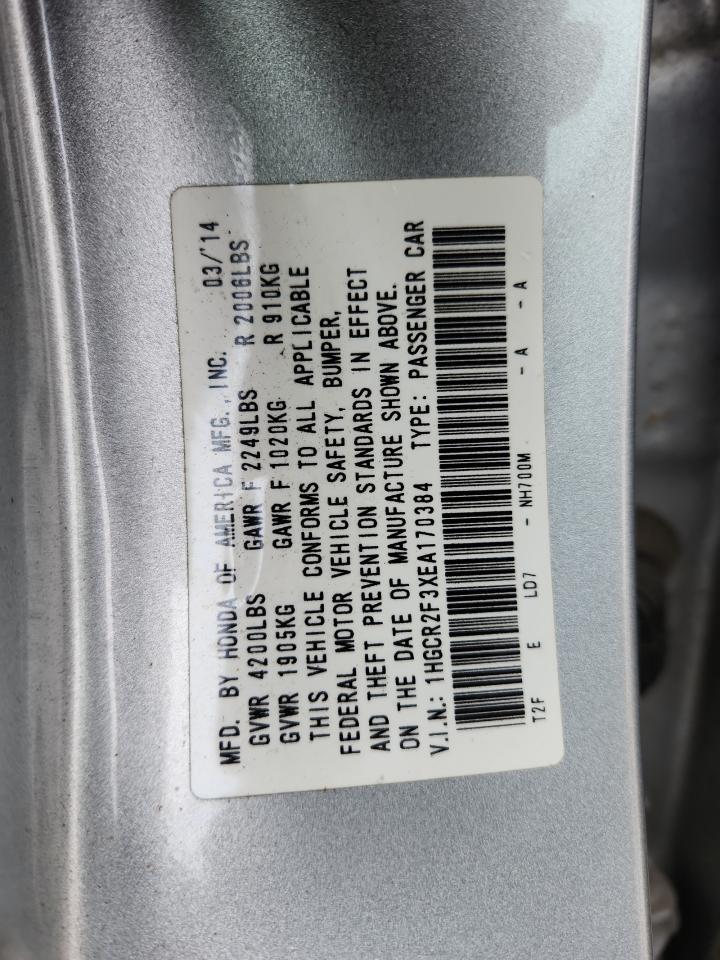 MFD. BY HONDA OF AMERICA MFG., INC. 03/'14
GVWR 4200LBS GAWR F 2249LBS R 2006LBS
GVWR 1905KG GAWR F 1020KG R 910KG
THIS VEHICLE CONFORMS TO ALL APPLICABLE
FEDERAL MOTOR VEHICLE SAFETY, BUMPER,
AND THEFT PREVENTION STANDARDS IN EFFECT
ON THE DATE OF MANUFACTURE SHOWN ABOVE.
V.I.N.: 1HGCR2F3XEA170384 TYPE: PASSENGER CAR
T2F E LD7 - NH700M - A - A